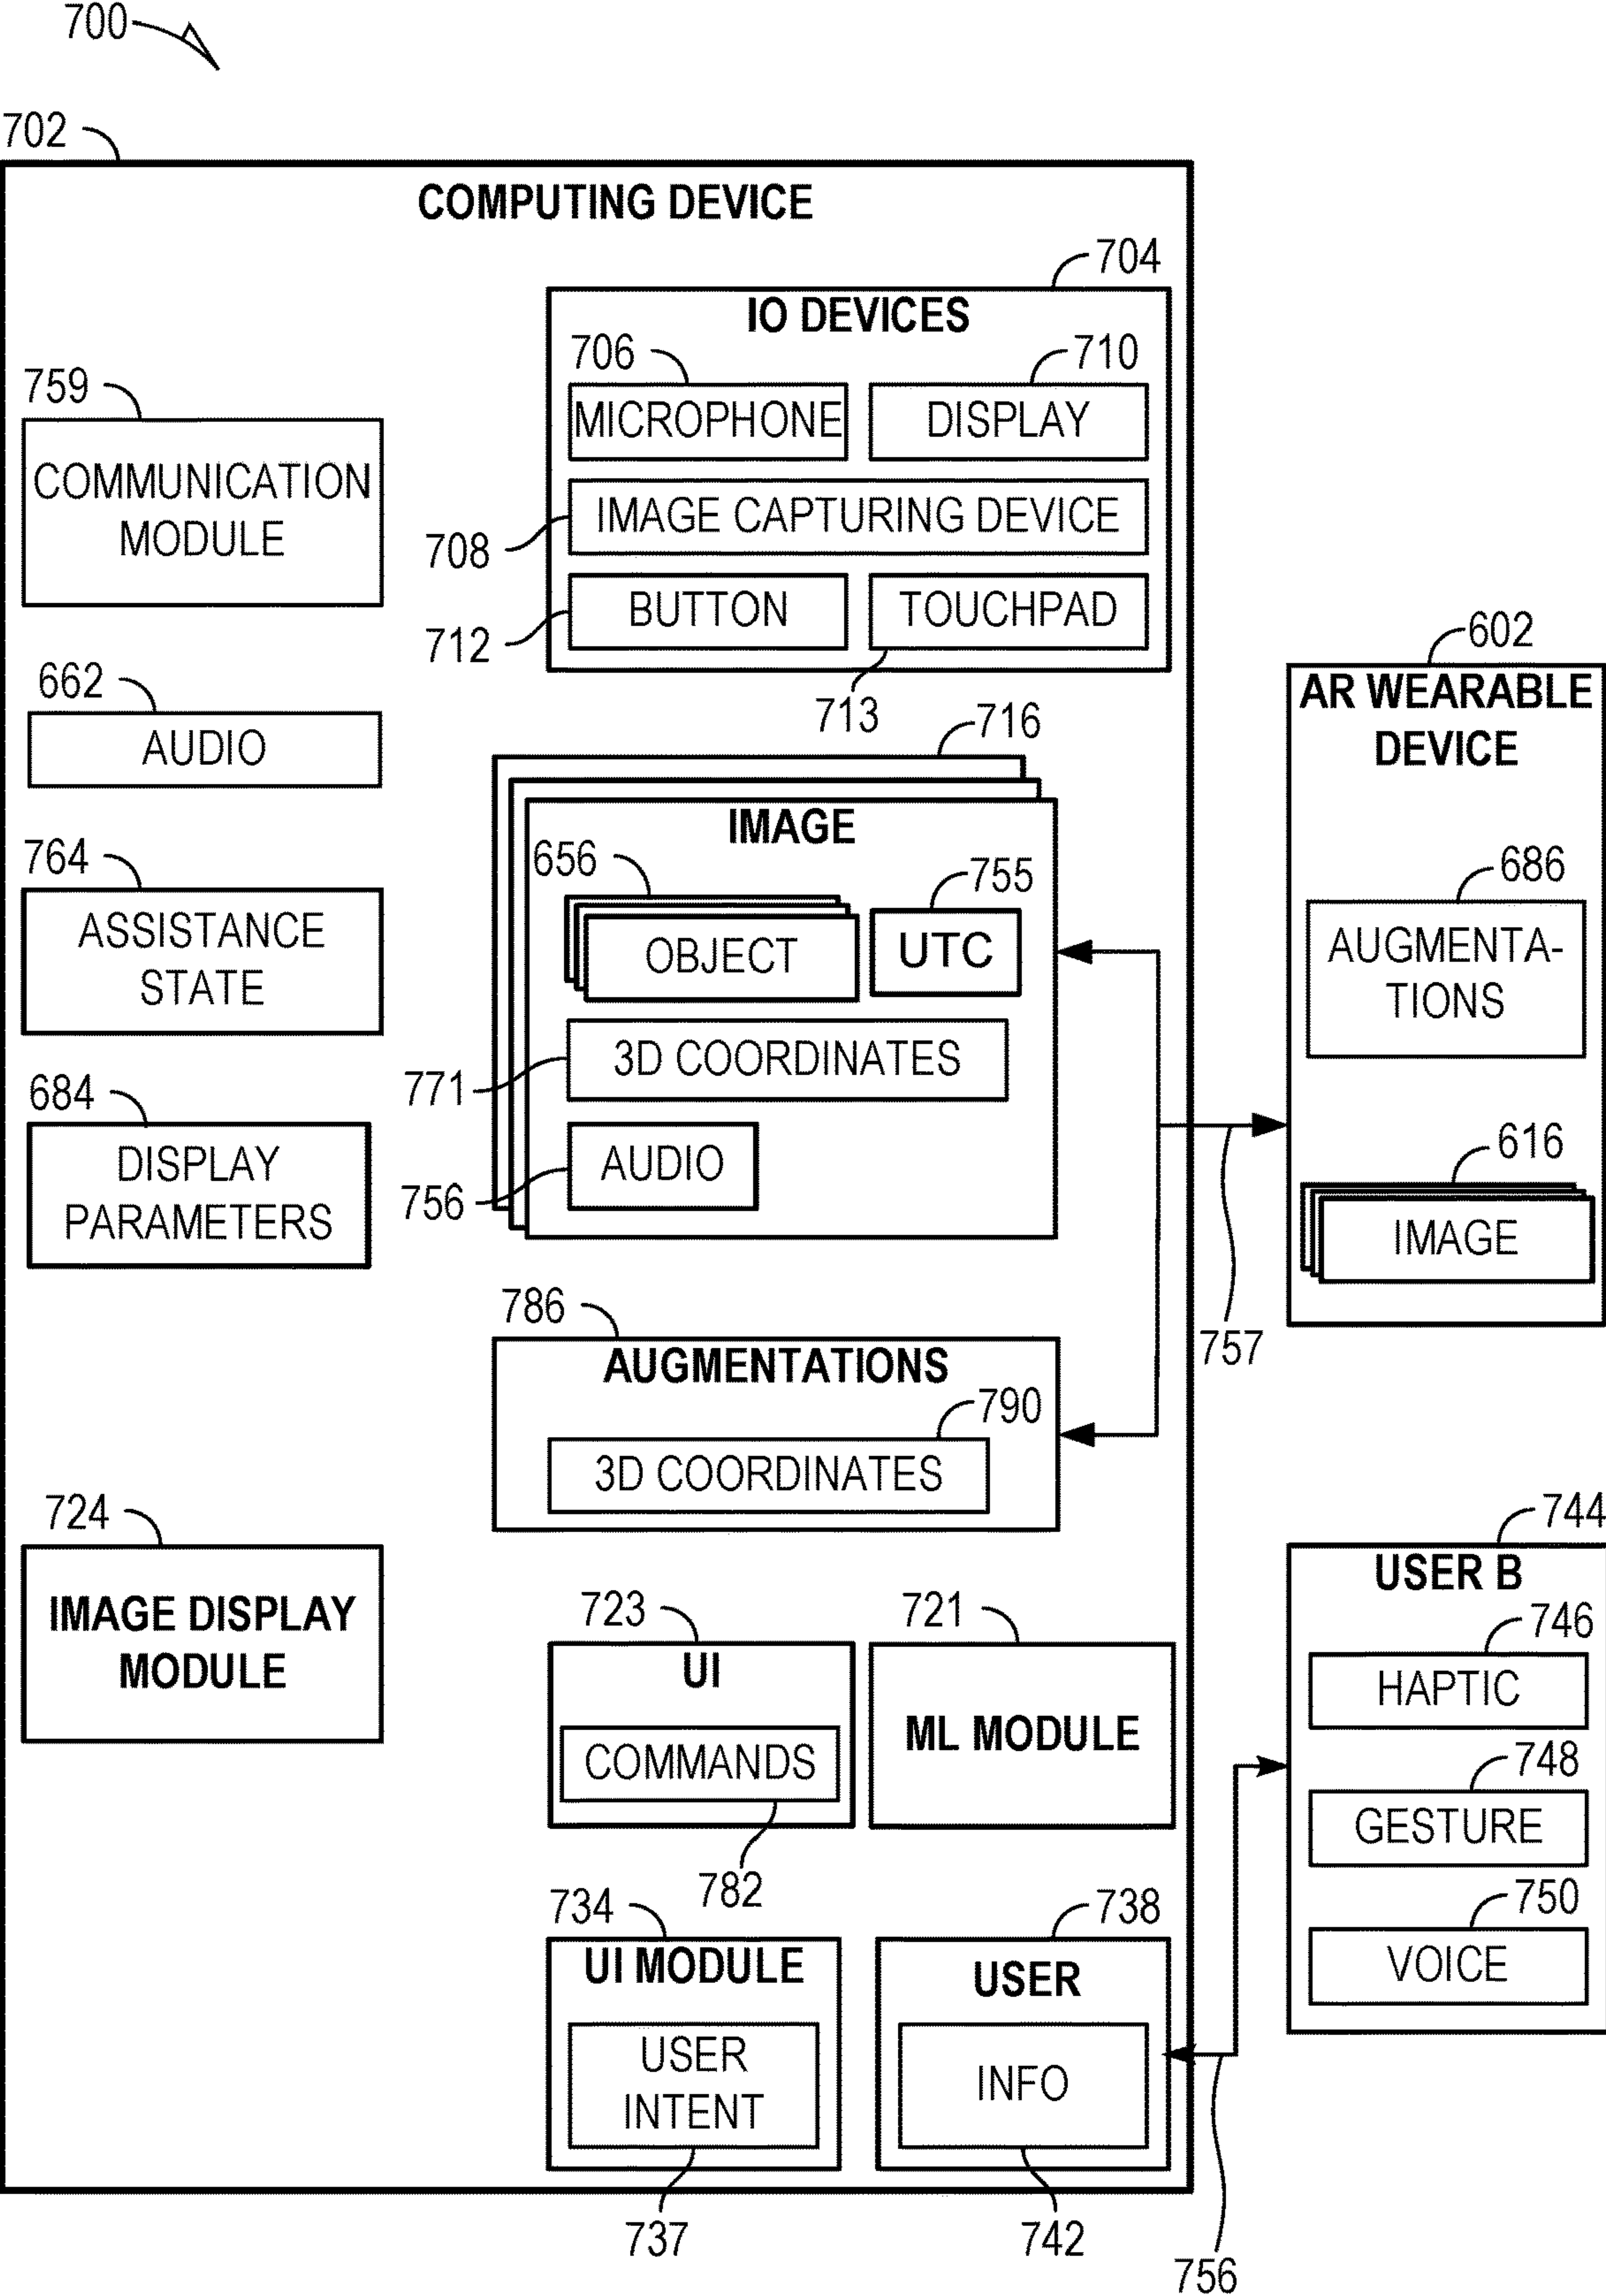 700
702
COMPUTING DEVICE
704
IO DEVICES
706
710
MICROPHONE
DISPLAY
708
IMAGE CAPTURING DEVICE
712
BUTTON
TOUCHPAD
713
759
COMMUNICATION
MODULE
662
AUDIO
764
ASSISTANCE
STATE
684
DISPLAY
PARAMETERS
716
IMAGE
656
755
OBJECT
UTC
771
3D COORDINATES
756
AUDIO
786
AUGMENTATIONS
790
3D COORDINATES
757
602
AR WEARABLE
DEVICE
686
AUGMENTA-
TIONS
616
IMAGE
724
IMAGE DISPLAY
MODULE
723
UI
COMMANDS
782
721
ML MODULE
734
UI MODULE
USER
INTENT
737
738
USER
INFO
742
744
USER B
746
HAPTIC
748
GESTURE
750
VOICE
756